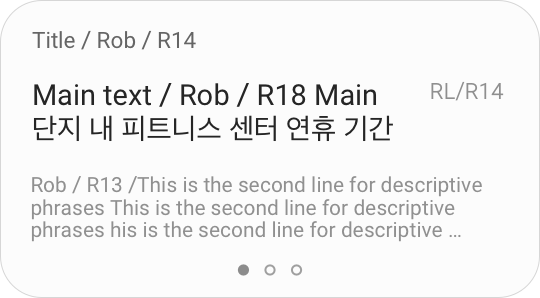 Title / Rob / R14
Main text / Rob / R18 Main
RL/R14
단지 내 피트니스 센터 연휴 기간
Rob / R13 /This is the second line for descriptive
phrases This is the second line for descriptive
phrases his is the second line for descriptive ...